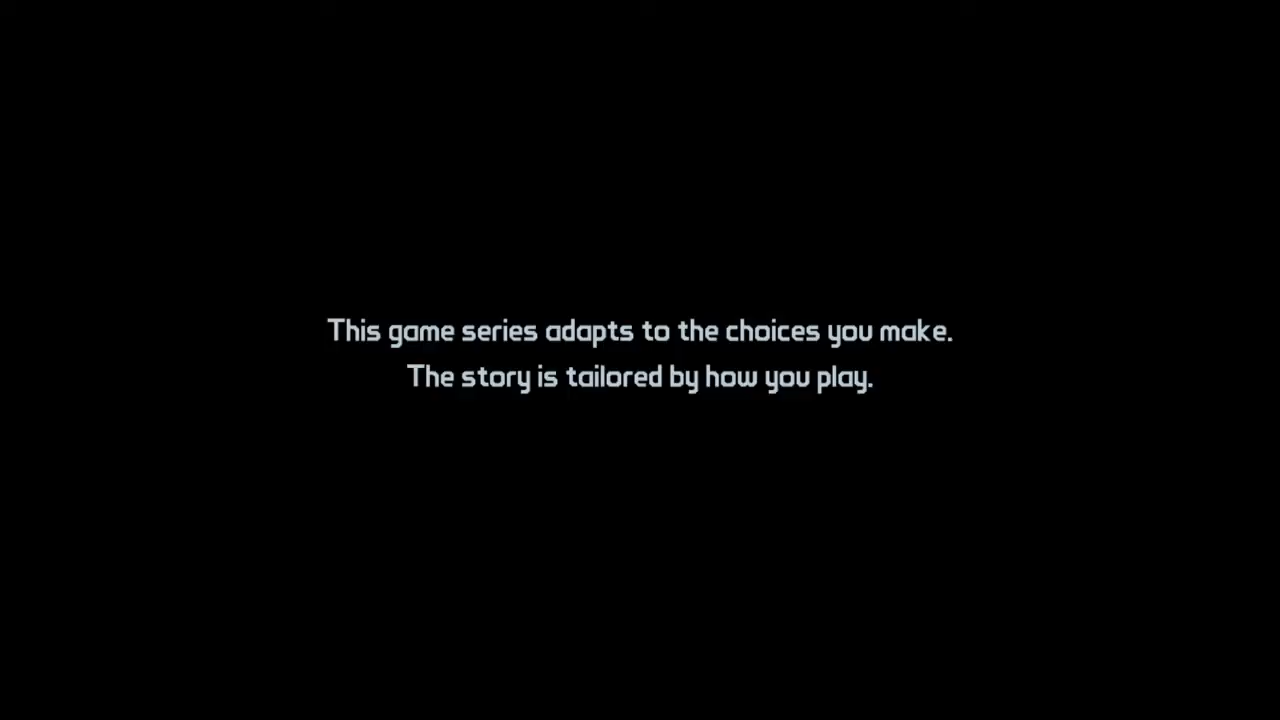 This game series adapts to the choices you make.
The story is tailored by how you play.